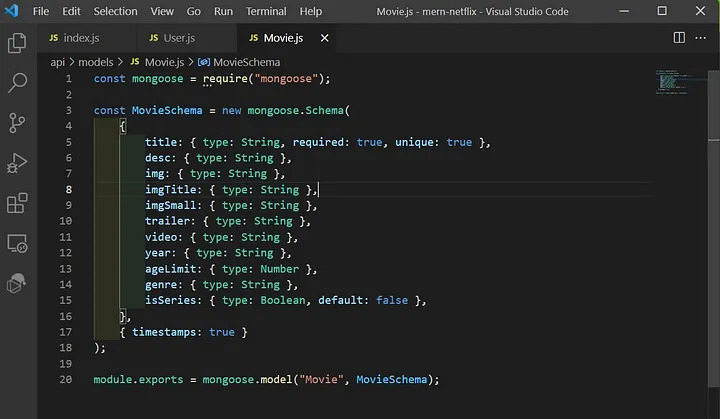 File Edit Selection View Go Run Terminal Help Movie.js - mern-netflix - Visual Studio Code
JS index.js JS User.js JS Movie.js
api > models > JS Movie.js > MovieSchema
1 const mongoose = require("mongoose");
2
3 const MovieSchema = new mongoose.Schema(
4 {
5 title: { type: String, required: true, unique: true },
6 desc: { type: String },
7 img: { type: String },
8 imgTitle: { type: String },
9 imgSmall: { type: String },
10 trailer: { type: String },
11 video: { type: String },
12 year: { type: String },
13 ageLimit: { type: Number },
14 genre: { type: String },
15 isSeries: { type: Boolean, default: false },
16 },
17 { timestamps: true }
18 );
19
20 module.exports = mongoose.model("Movie", MovieSchema);